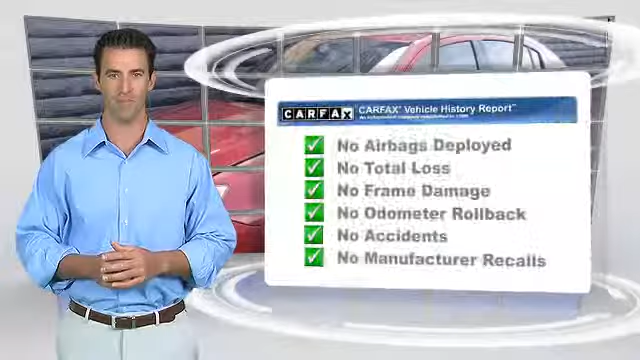 CARFAX CARFAX Vehicle History Report™
No Airbags Deployed
No Total Loss
No Frame Damage
No Odometer Rollback
No Accidents
No Manufacturer Recalls